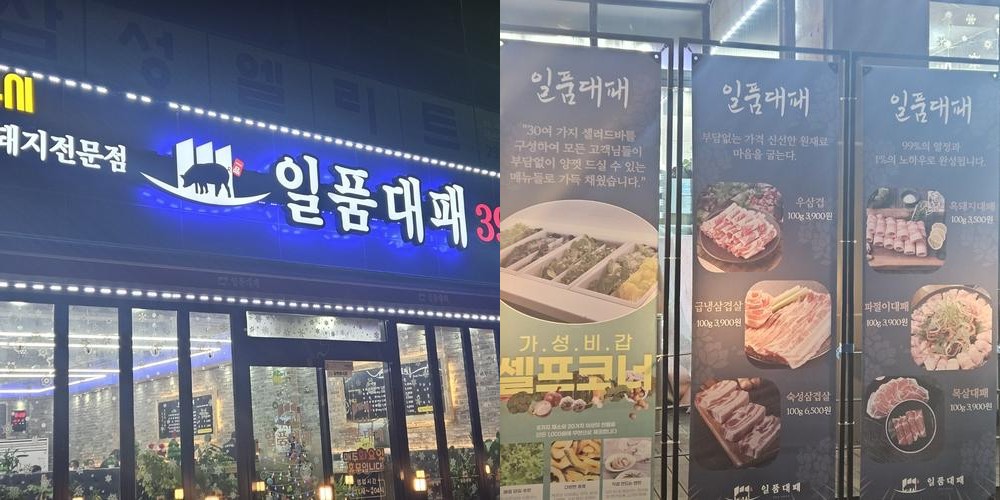 삼성엘리트
돼지전문점
일품대패
39
일품대패
"30여 가지 샐러드바를
구성하여 모든 고객님들이
부담없이 양껏 드실 수 있는
메뉴들로 가득 채웠습니다."
가.성.비.갑
셀프코너
일품대패
부담없는 가격 신선한 원재료로
마음을 굽는다.
우삼겹
100g 3,900원
급냉삼겹살
100g 3,900원
숙성삼겹살
100g 6,500원
일품대패
일품대패
99%의 열정과
1%의 노하우로 완성됩니다.
흑돼지대패
100g 3,500원
파절이대패
100g 3,900원
목살대패
100g 3,900원
일품대패